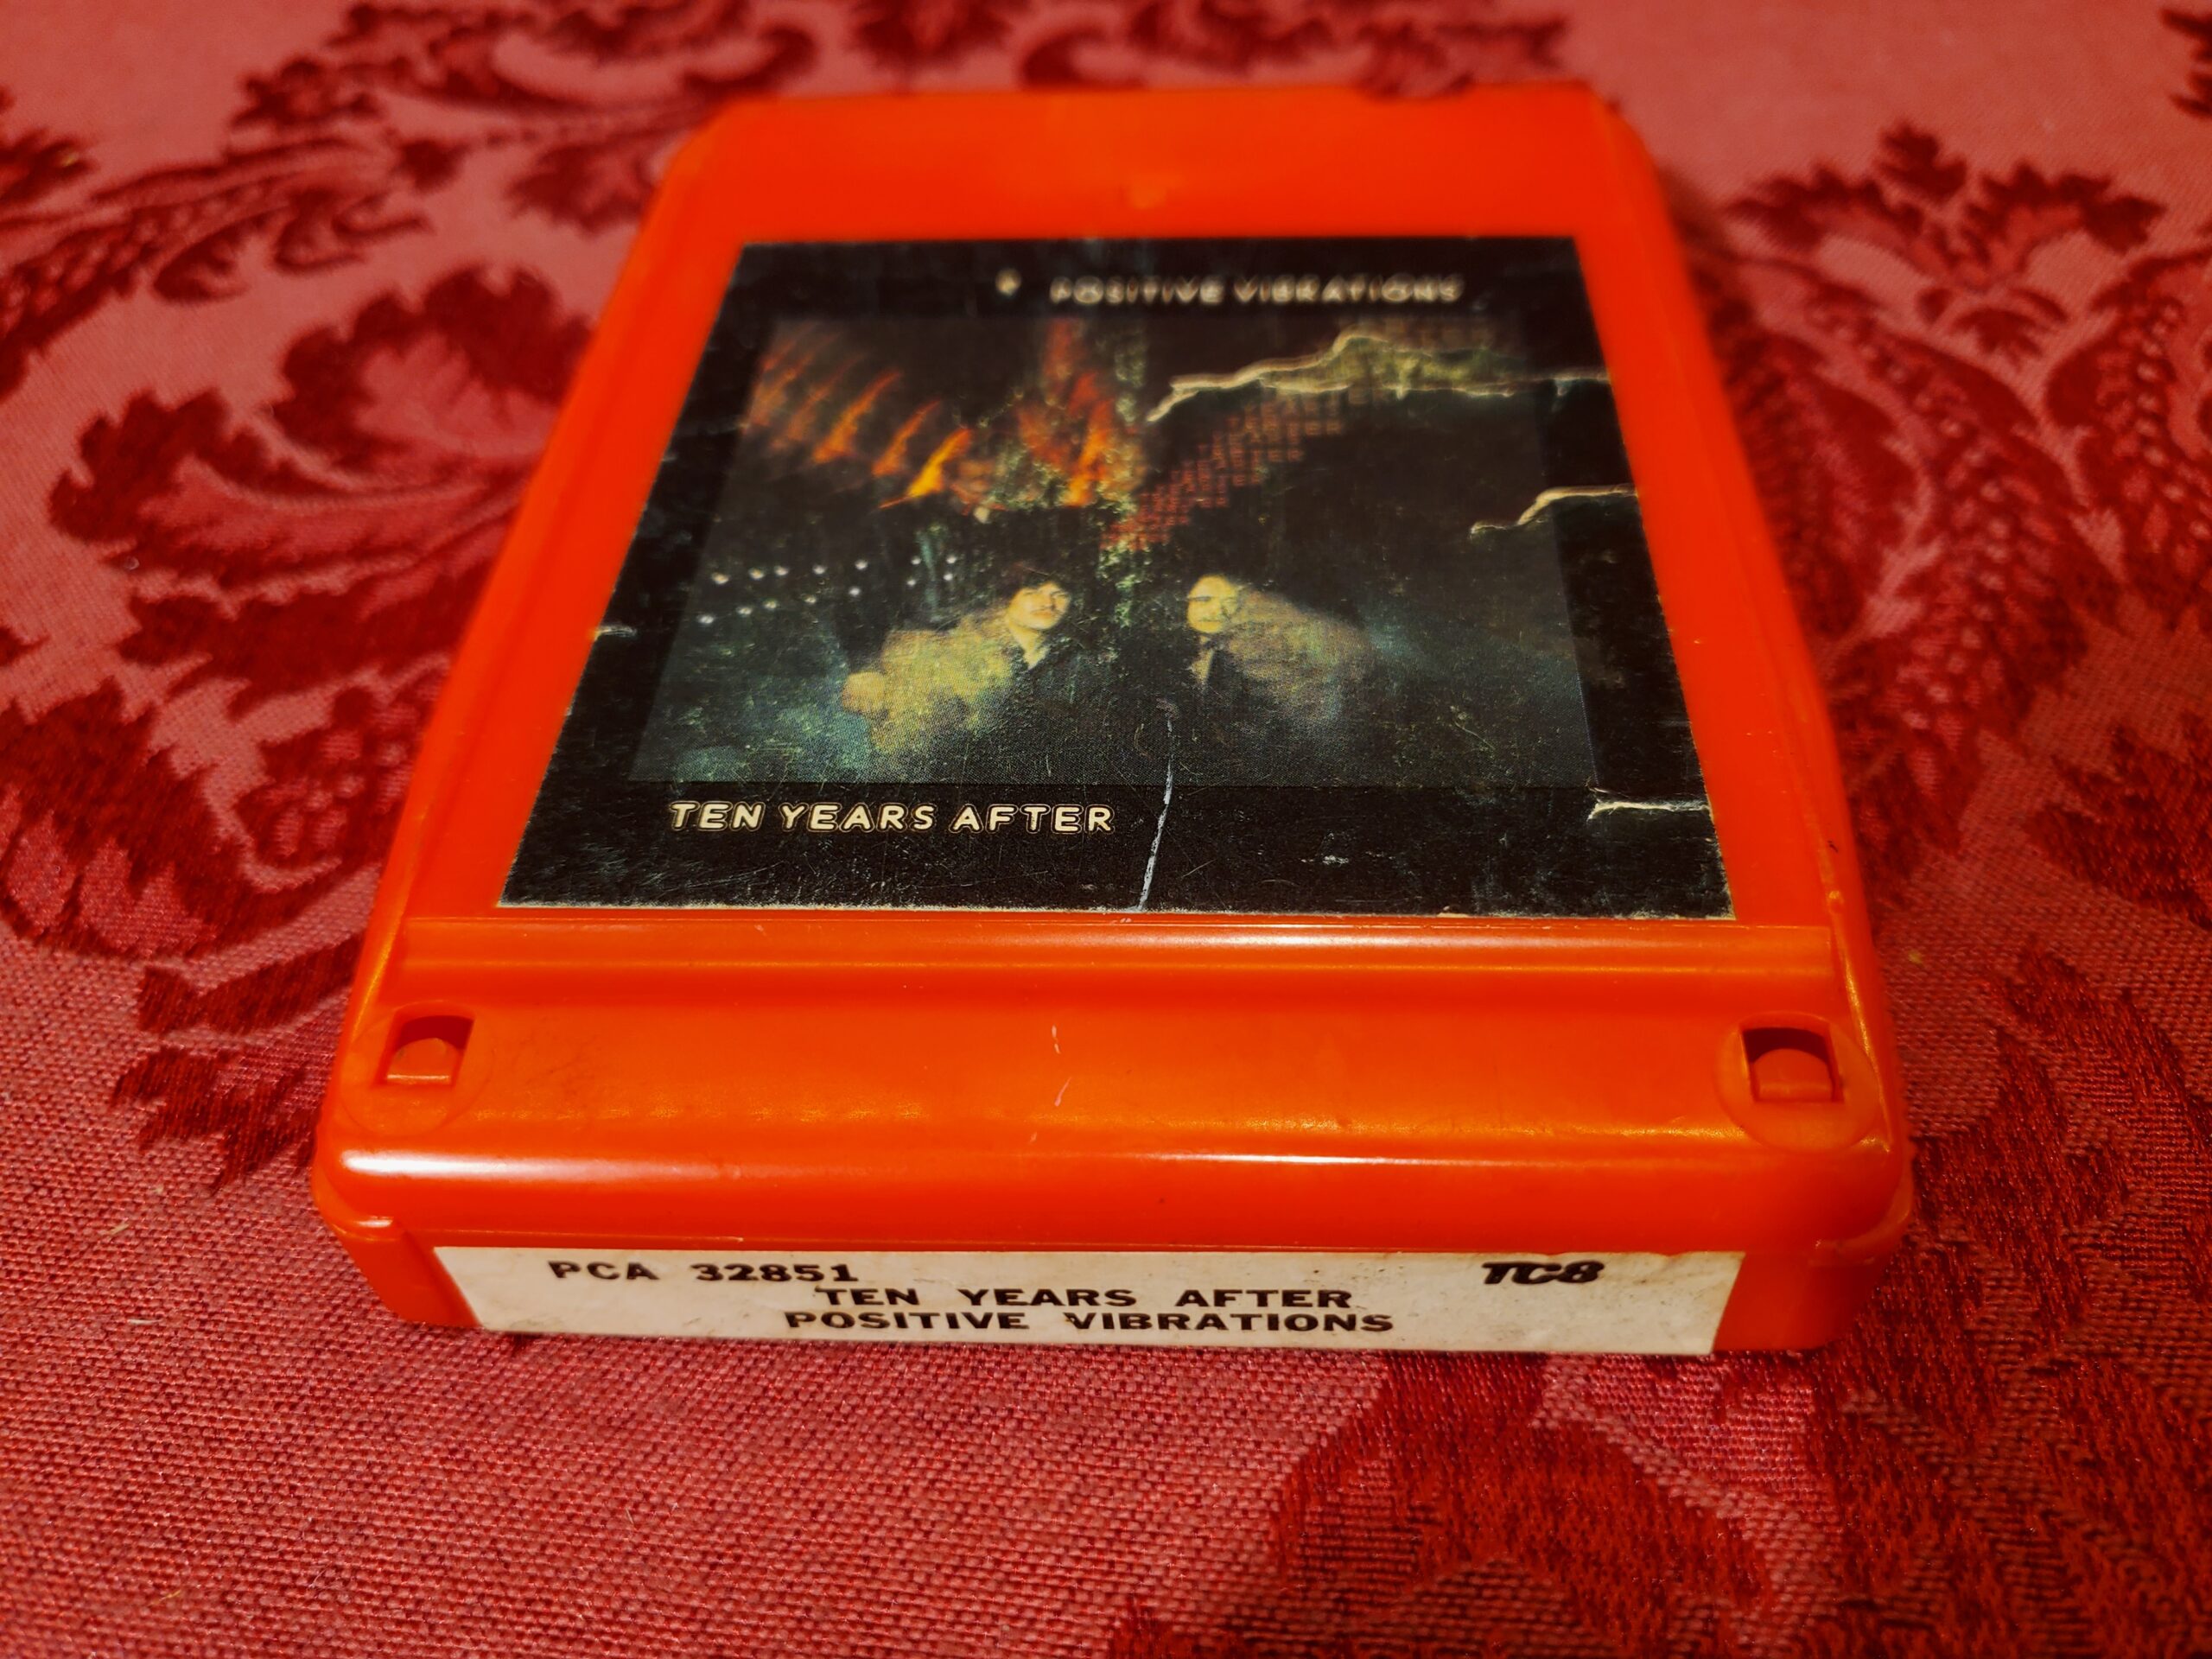 POSITIVE VIBRATIONS
TEN YEARS AFTER
PCA 32851 TC8
TEN YEARS AFTER
POSITIVE VIBRATIONS